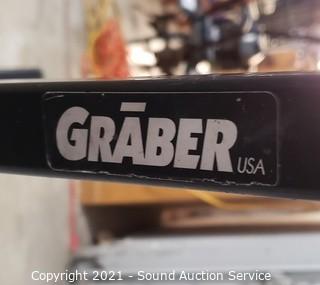 GRĀBER USA
Copyright 2021 - Sound Auction Service